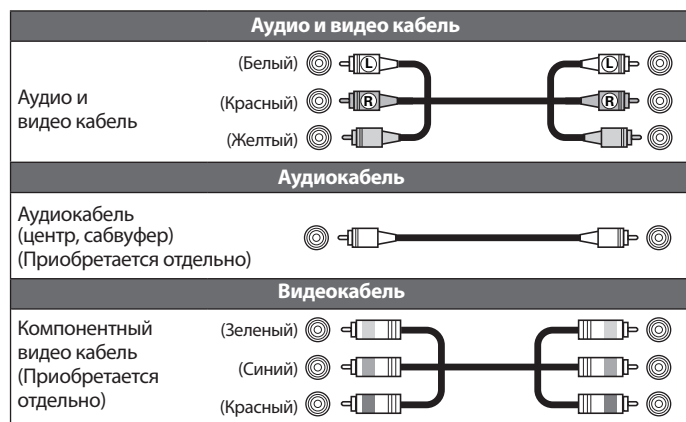 Аудио и видео кабель
Аудио и
видео кабель
(Белый) L L
(Красный) R R
(Желтый)
Аудиокабель
Аудиокабель
(центр, сабвуфер)
(Приобретается отдельно)
Видеокабель
Компонентный
видео кабель
(Приобретается
отдельно)
(Зеленый)
(Синий)
(Красный)